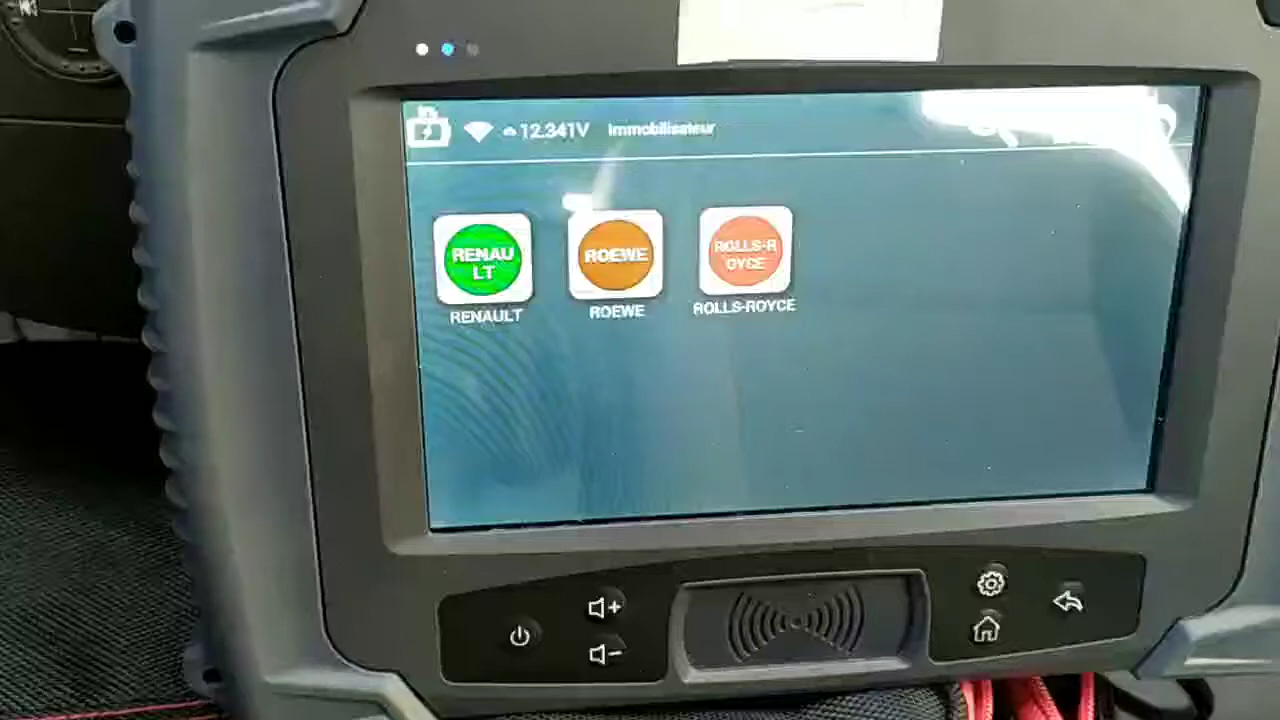 12.341V Immobilisateur
RENAU
LT
ROEWE
ROLLS-R
OYCE
RENAULT
ROEWE
ROLLS-ROYCE